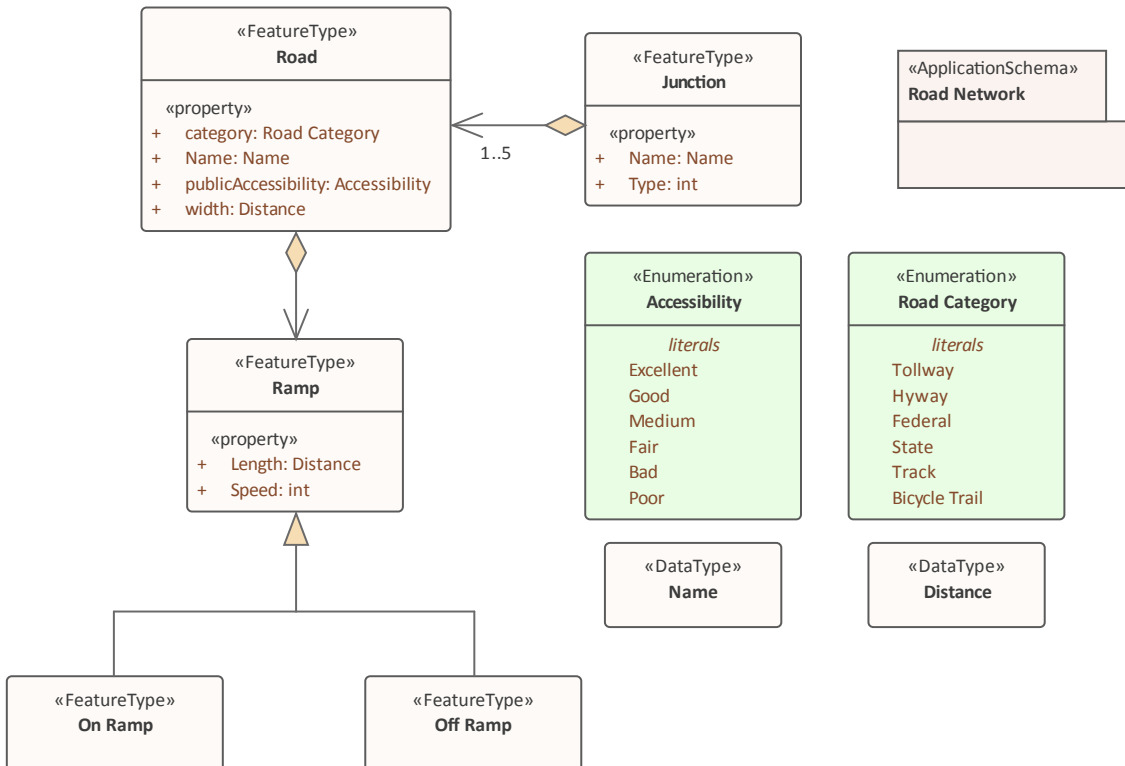 «FeatureType»
Road
«property»
+ category: Road Category
+ Name: Name
+ publicAccessibility: Accessibility
+ width: Distance
«FeatureType»
Junction
«property»
+ Name: Name
+ Type: int
1..5
«ApplicationSchema»
Road Network
«FeatureType»
Ramp
«property»
+ Length: Distance
+ Speed: int
«Enumeration»
Accessibility
literals
Excellent
Good
Medium
Fair
Bad
Poor
«Enumeration»
Road Category
literals
Tollway
Hyway
Federal
State
Track
Bicycle Trail
«DataType»
Name
«DataType»
Distance
«FeatureType»
On Ramp
«FeatureType»
Off Ramp